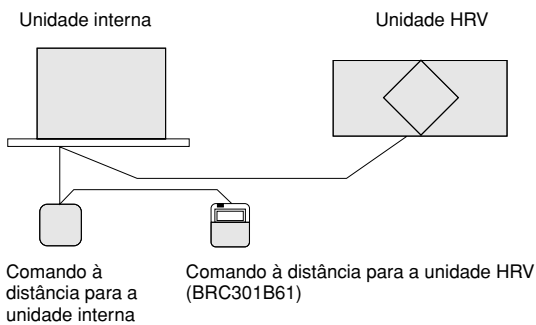 Unidade interna
Unidade HRV
Comando à
distância para a
unidade interna
Comando à distância para a unidade HRV
(BRC301B61)